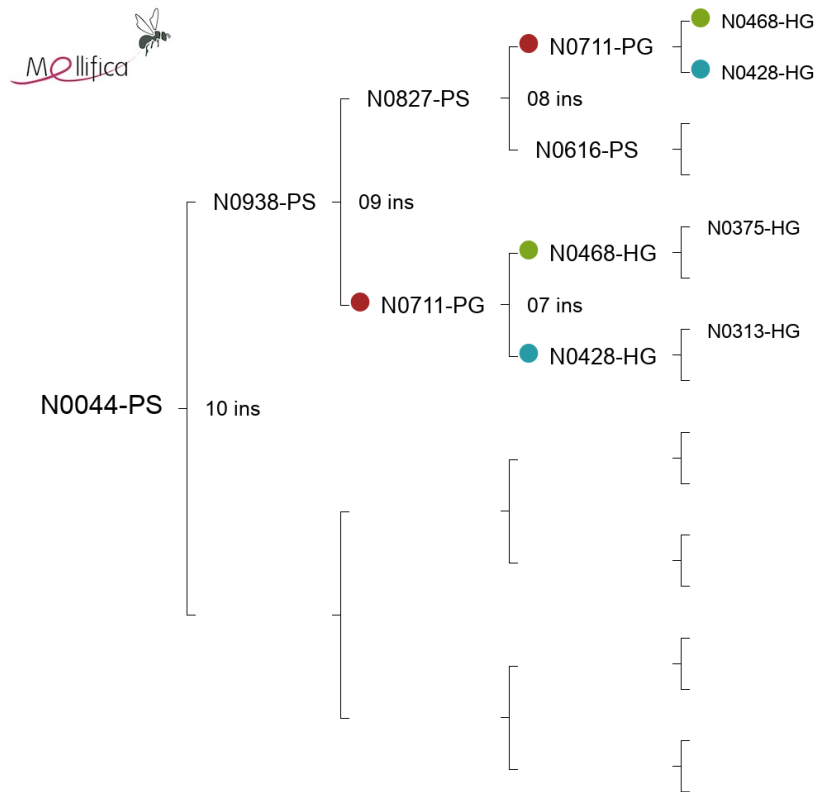 Mellifica
N0468-HG
N0711-PG
N0428-HG
N0827-PS
08 ins
N0616-PS
N0938-PS
09 ins
N0375-HG
N0468-HG
N0711-PG
07 ins
N0313-HG
N0428-HG
N0044-PS
10 ins